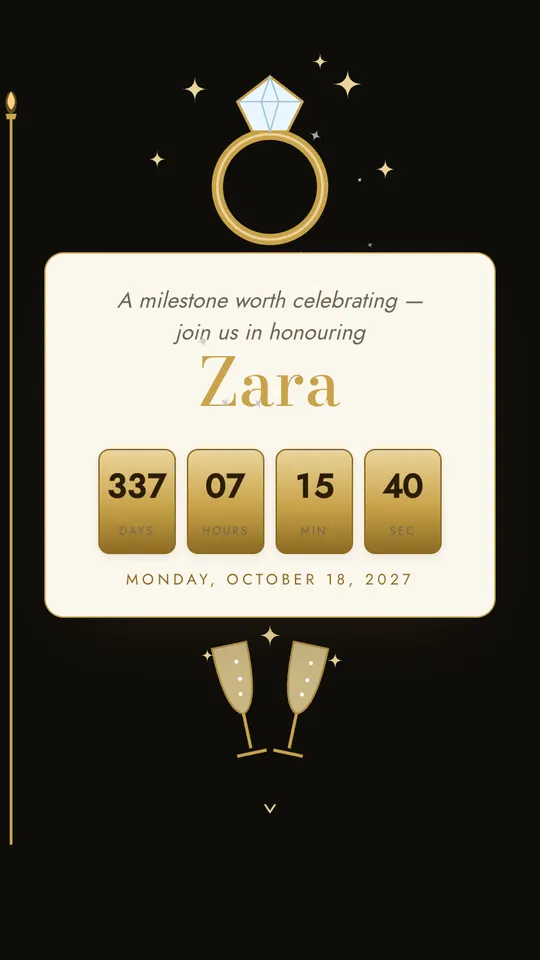 A milestone worth celebrating —
join us in honouring
Zara
337 07 15 40
DAYS HOURS MIN SEC
MONDAY, OCTOBER 18, 2027